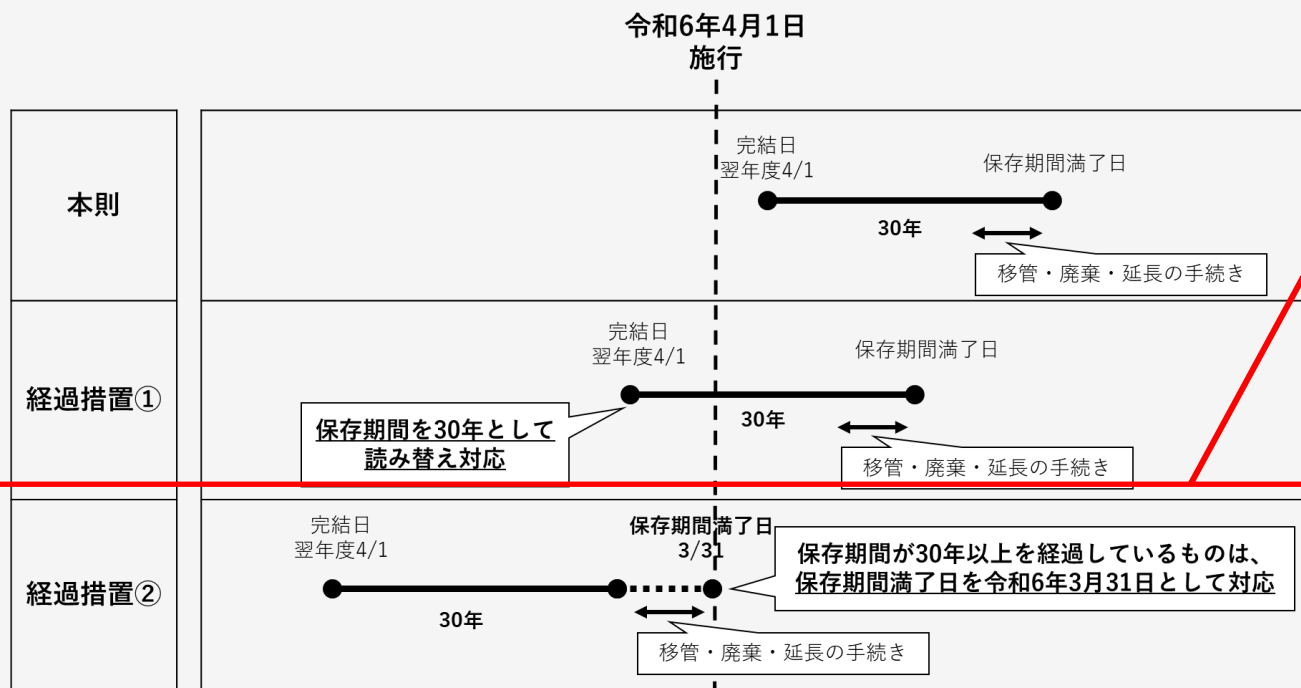 令和6年4月1日
施行
本則
完結日
翌年度4/1
保存期間満了日
30年
移管・廃棄・延長の手続き
経過措置①
完結日
翌年度4/1
保存期間満了日
保存期間を30年として
読み替え対応
30年
移管・廃棄・延長の手続き
経過措置②
完結日
翌年度4/1
保存期間満了日
3/31
保存期間が30年以上を経過しているものは、
保存期間満了日を令和6年3月31日として対応
30年
移管・廃棄・延長の手続き